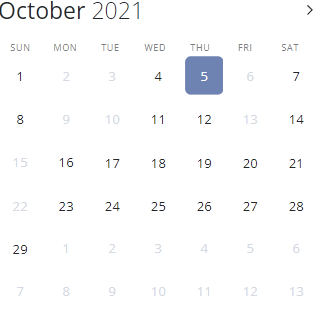 October 2021
SUN MON TUE WED THU FRI SAT
1 2 3 4 5 6 7
8 9 10 11 12 13 14
15 16 17 18 19 20 21
22 23 24 25 26 27 28
29 1 2 3 4 5 6
7 8 9 10 11 12 13